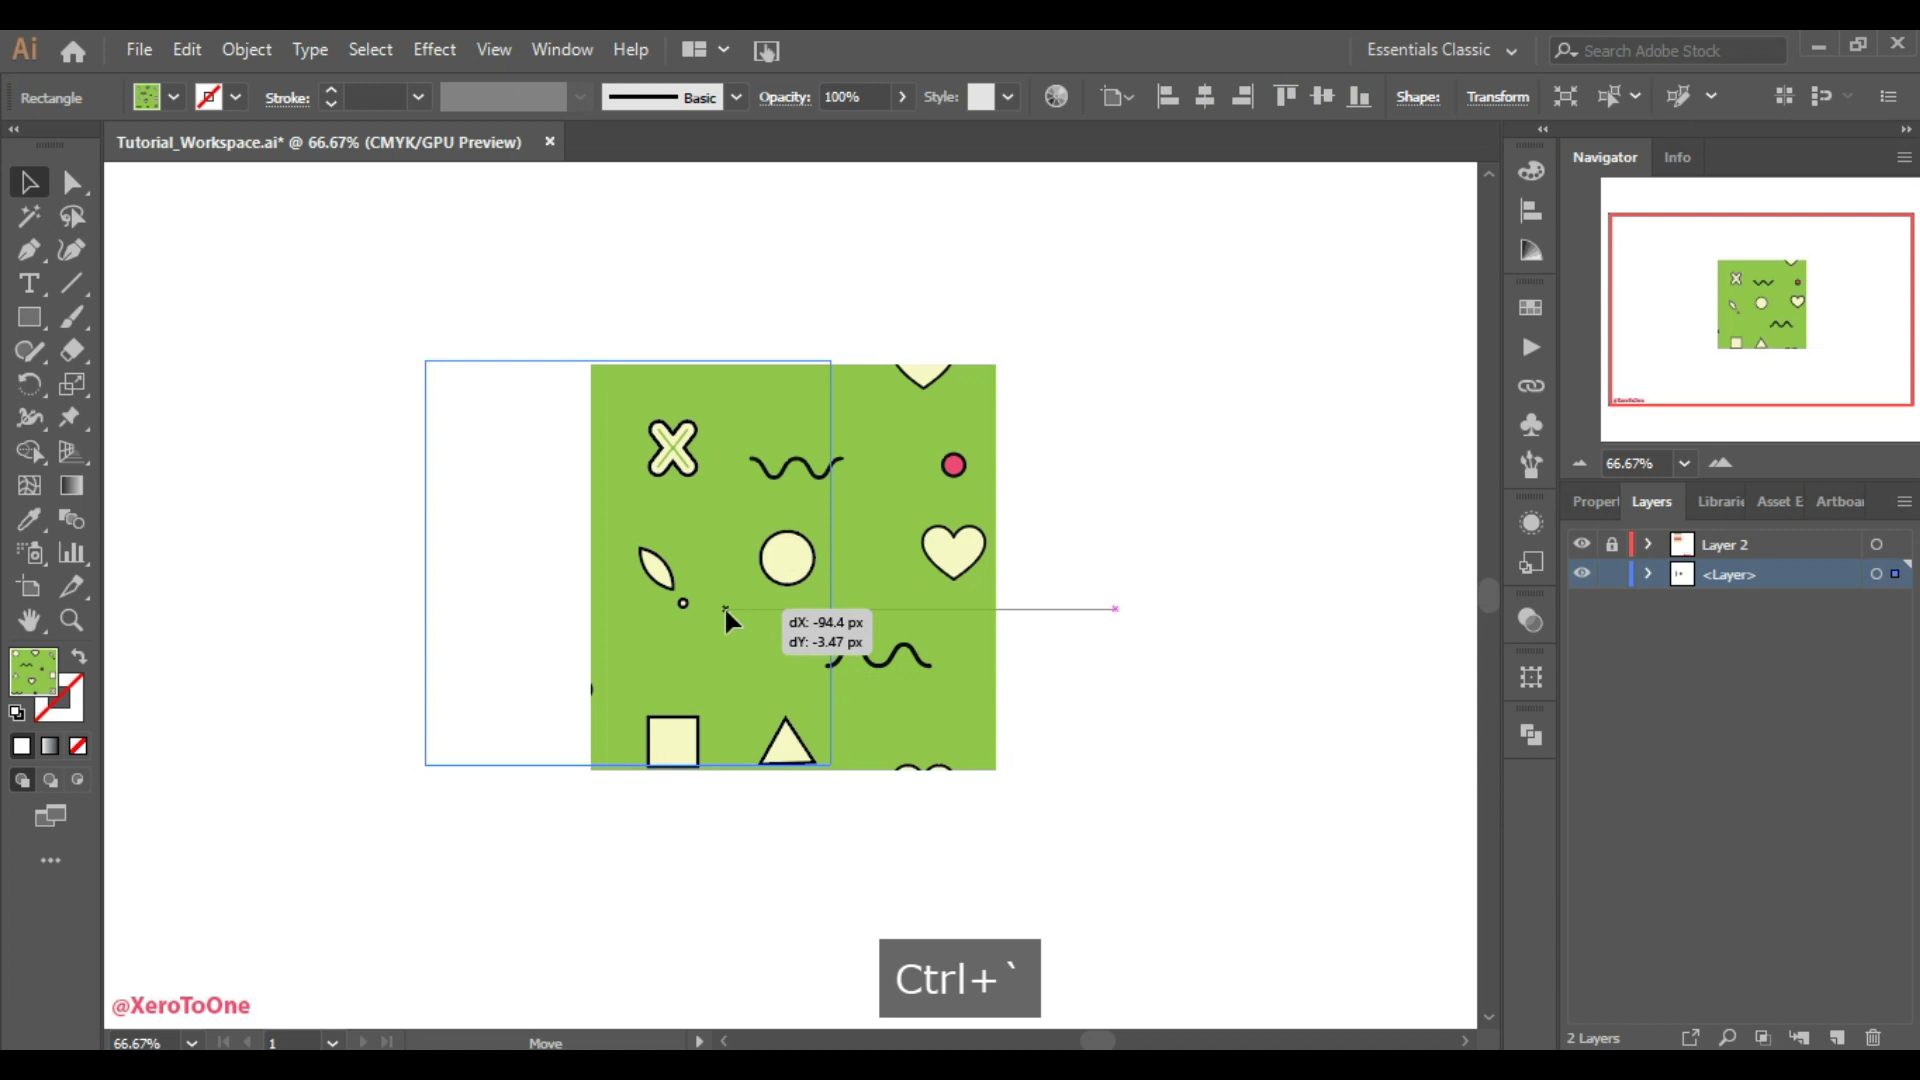 Ai File Edit Object Type Select Effect View Window Help Essentials Classic Search Adobe Stock
Rectangle Stroke: Basic Opacity: 100% Style: Shape: Transform
Tutorial_Workspace.ai* @ 66.67% (CMYK/GPU Preview) ×
Navigator Info
66.67%
Propert Layers Librarie Asset E Artboar
Layer 2
<Layer>
dX: -94.4 px
dY: -3.47 px
Ctrl+`
@XeroToOne
66.67% 1 Move
2 Layers